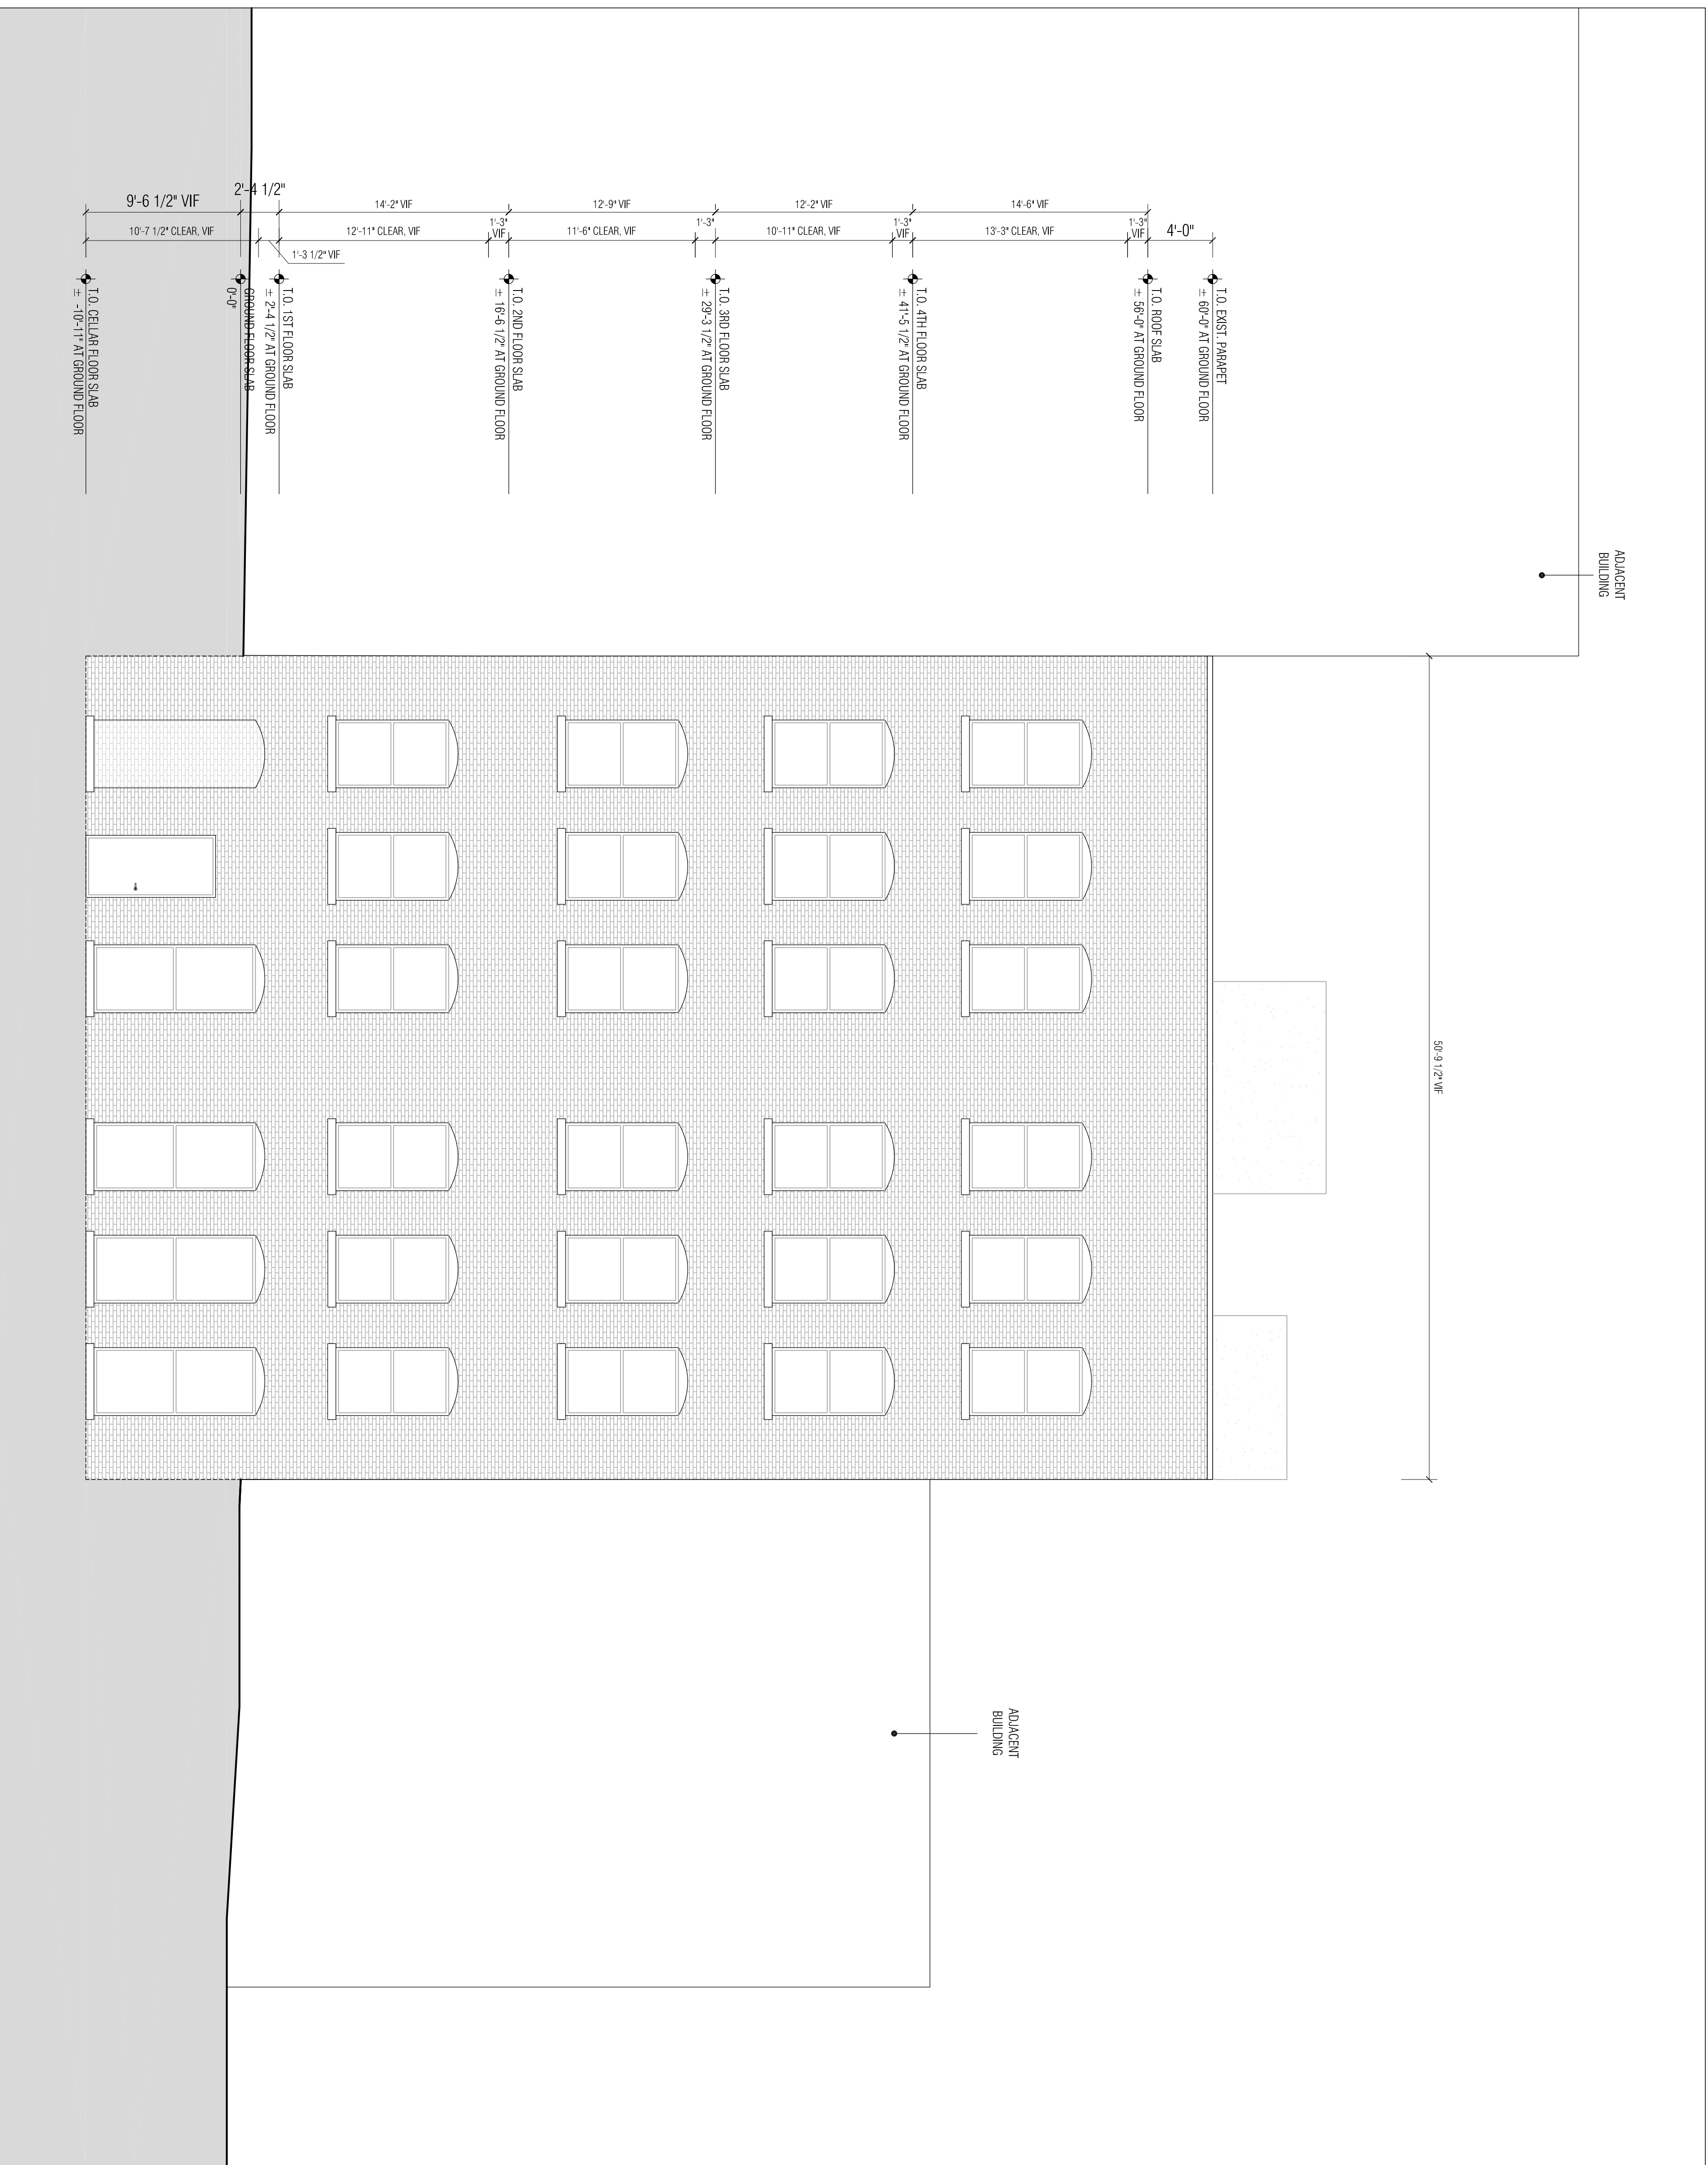 9'-6 1/2" VIF
2'-4 1/2"
14'-2" VIF
12'-9" VIF
12'-2" VIF
14'-6" VIF
10'-7 1/2" CLEAR, VIF
1'-3 1/2" VIF
12'-11" CLEAR, VIF
1'-3"
VIF
11'-6" CLEAR, VIF
1'-3"
10'-11" CLEAR, VIF
1'-3"
VIF
13'-3" CLEAR, VIF
1'-3"
VIF
4'-0"
T.O. EXIST. PARAPET
± 60'-0" AT GROUND FLOOR
T.O. ROOF SLAB
± 56'-0" AT GROUND FLOOR
T.O. 4TH FLOOR SLAB
± 41'-5 1/2" AT GROUND FLOOR
T.O. 3RD FLOOR SLAB
± 29'-3 1/2" AT GROUND FLOOR
T.O. 2ND FLOOR SLAB
± 16'-6 1/2" AT GROUND FLOOR
T.O. 1ST FLOOR SLAB
± 2'-4 1/2" AT GROUND FLOOR
GROUND FLOOR SLAB
0'-0"
T.O. CELLAR FLOOR SLAB
± -10'-11" AT GROUND FLOOR
ADJACENT
BUILDING
50'-9 1/2" VIF
ADJACENT
BUILDING